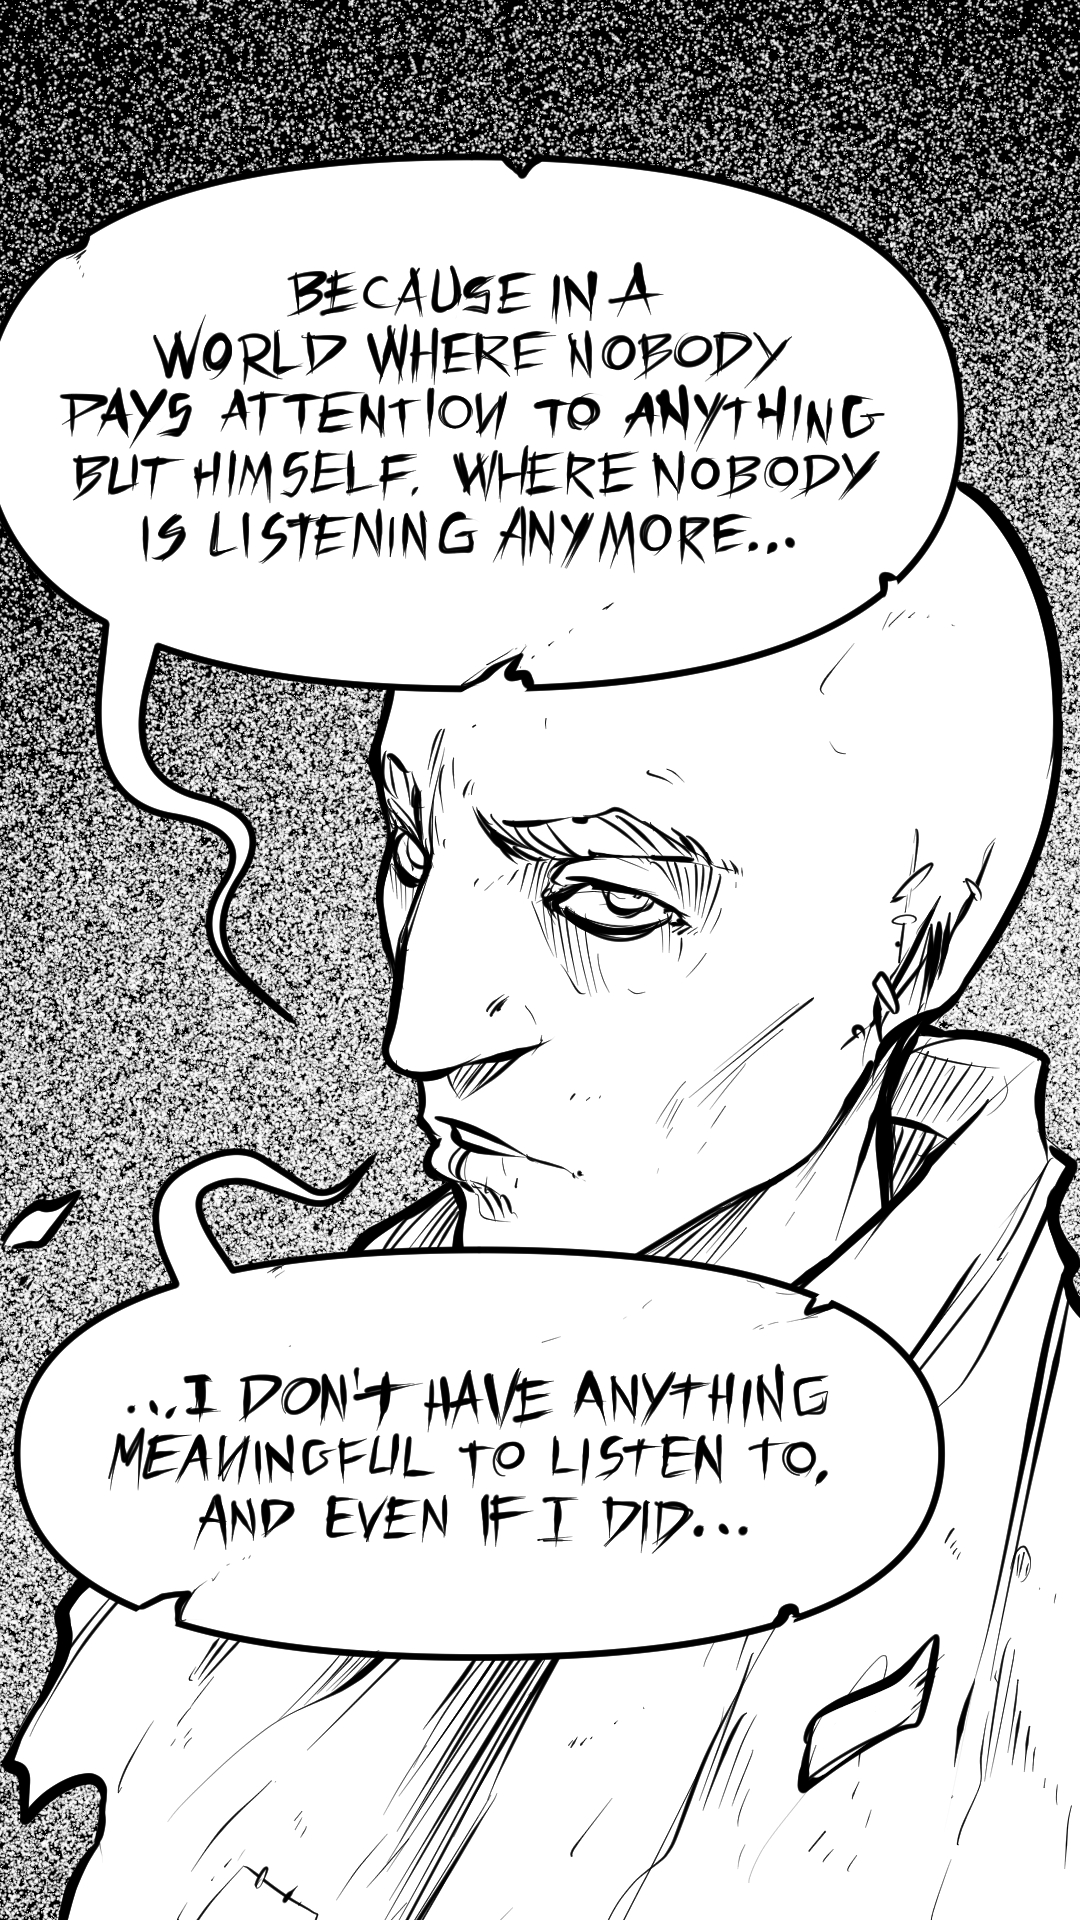 BECAUSE IN A
WORLD WHERE NOBODY
PAYS ATTENTION TO ANYTHING
BUT HIMSELF. WHERE NOBODY
IS LISTENING ANYMORE...
...I DON'T HAVE ANYTHING
MEANINGFUL TO LISTEN TO,
AND EVEN IF I DID...